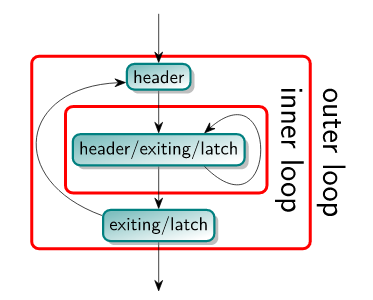 header
header/exiting/latch
exiting/latch
inner loop
outer loop